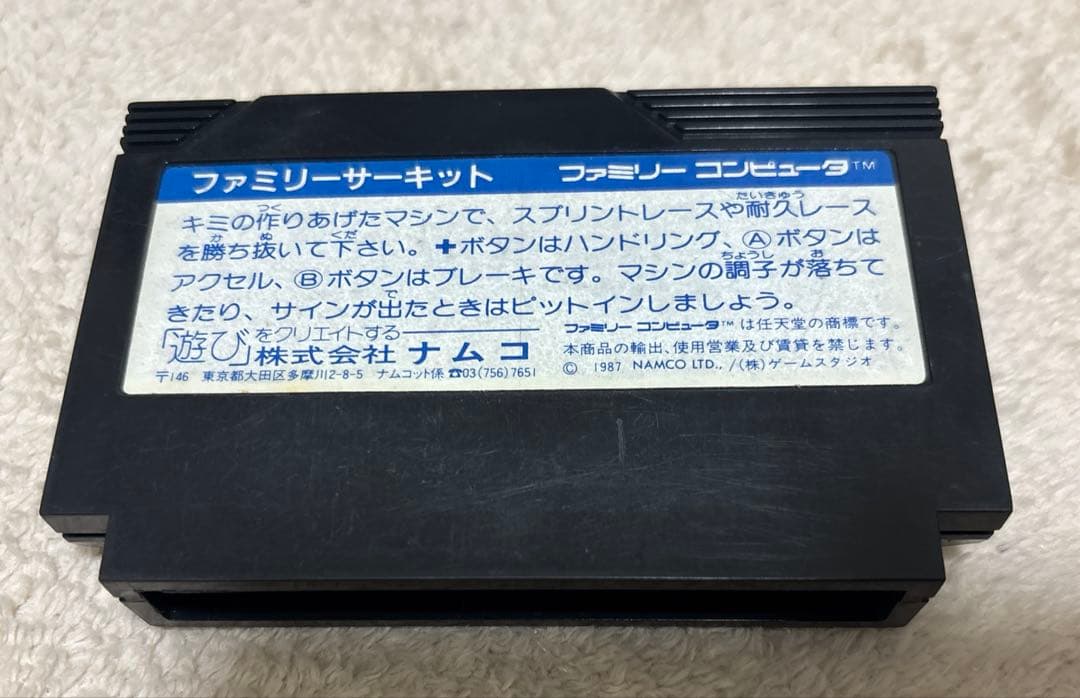 ファミリーサーキット ファミリー コンピュータ™
キミの作りあげたマシンで、スプリントレースや耐久レース
を勝ち抜いて下さい。✚ボタンはハンドリング、Ⓐボタンは
アクセル、Ⓑボタンはブレーキです。マシンの調子が落ちて
きたり、サインが出たときはピットインしましょう。
「遊び」をクリエイトする
株式会社 ナムコ
〒146 東京都大田区多摩川2-8-5 ナムコット係 ☎03(756)7651
ファミリー コンピュータ™ は任天堂の商標です。
本商品の輸出、使用営業及び賃貸を禁じます。
© 1987 NAMCO LTD., /(株)ゲームスタジオ